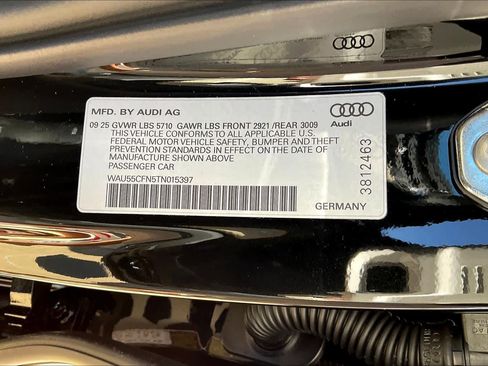 MFD. BY AUDI AG
09 25 GVWR LBS 5710 GAWR LBS FRONT 2921 /REAR 3009
THIS VEHICLE CONFORMS TO ALL APPLICABLE U.S.
FEDERAL MOTOR VEHICLE SAFETY, BUMPER AND THEFT
PREVENTION STANDARDS IN EFFECT ON THE DATE OF
MANUFACTURE SHOWN ABOVE
PASSENGER CAR
WAU55CFN5TN015397
Audi
3812463
GERMANY